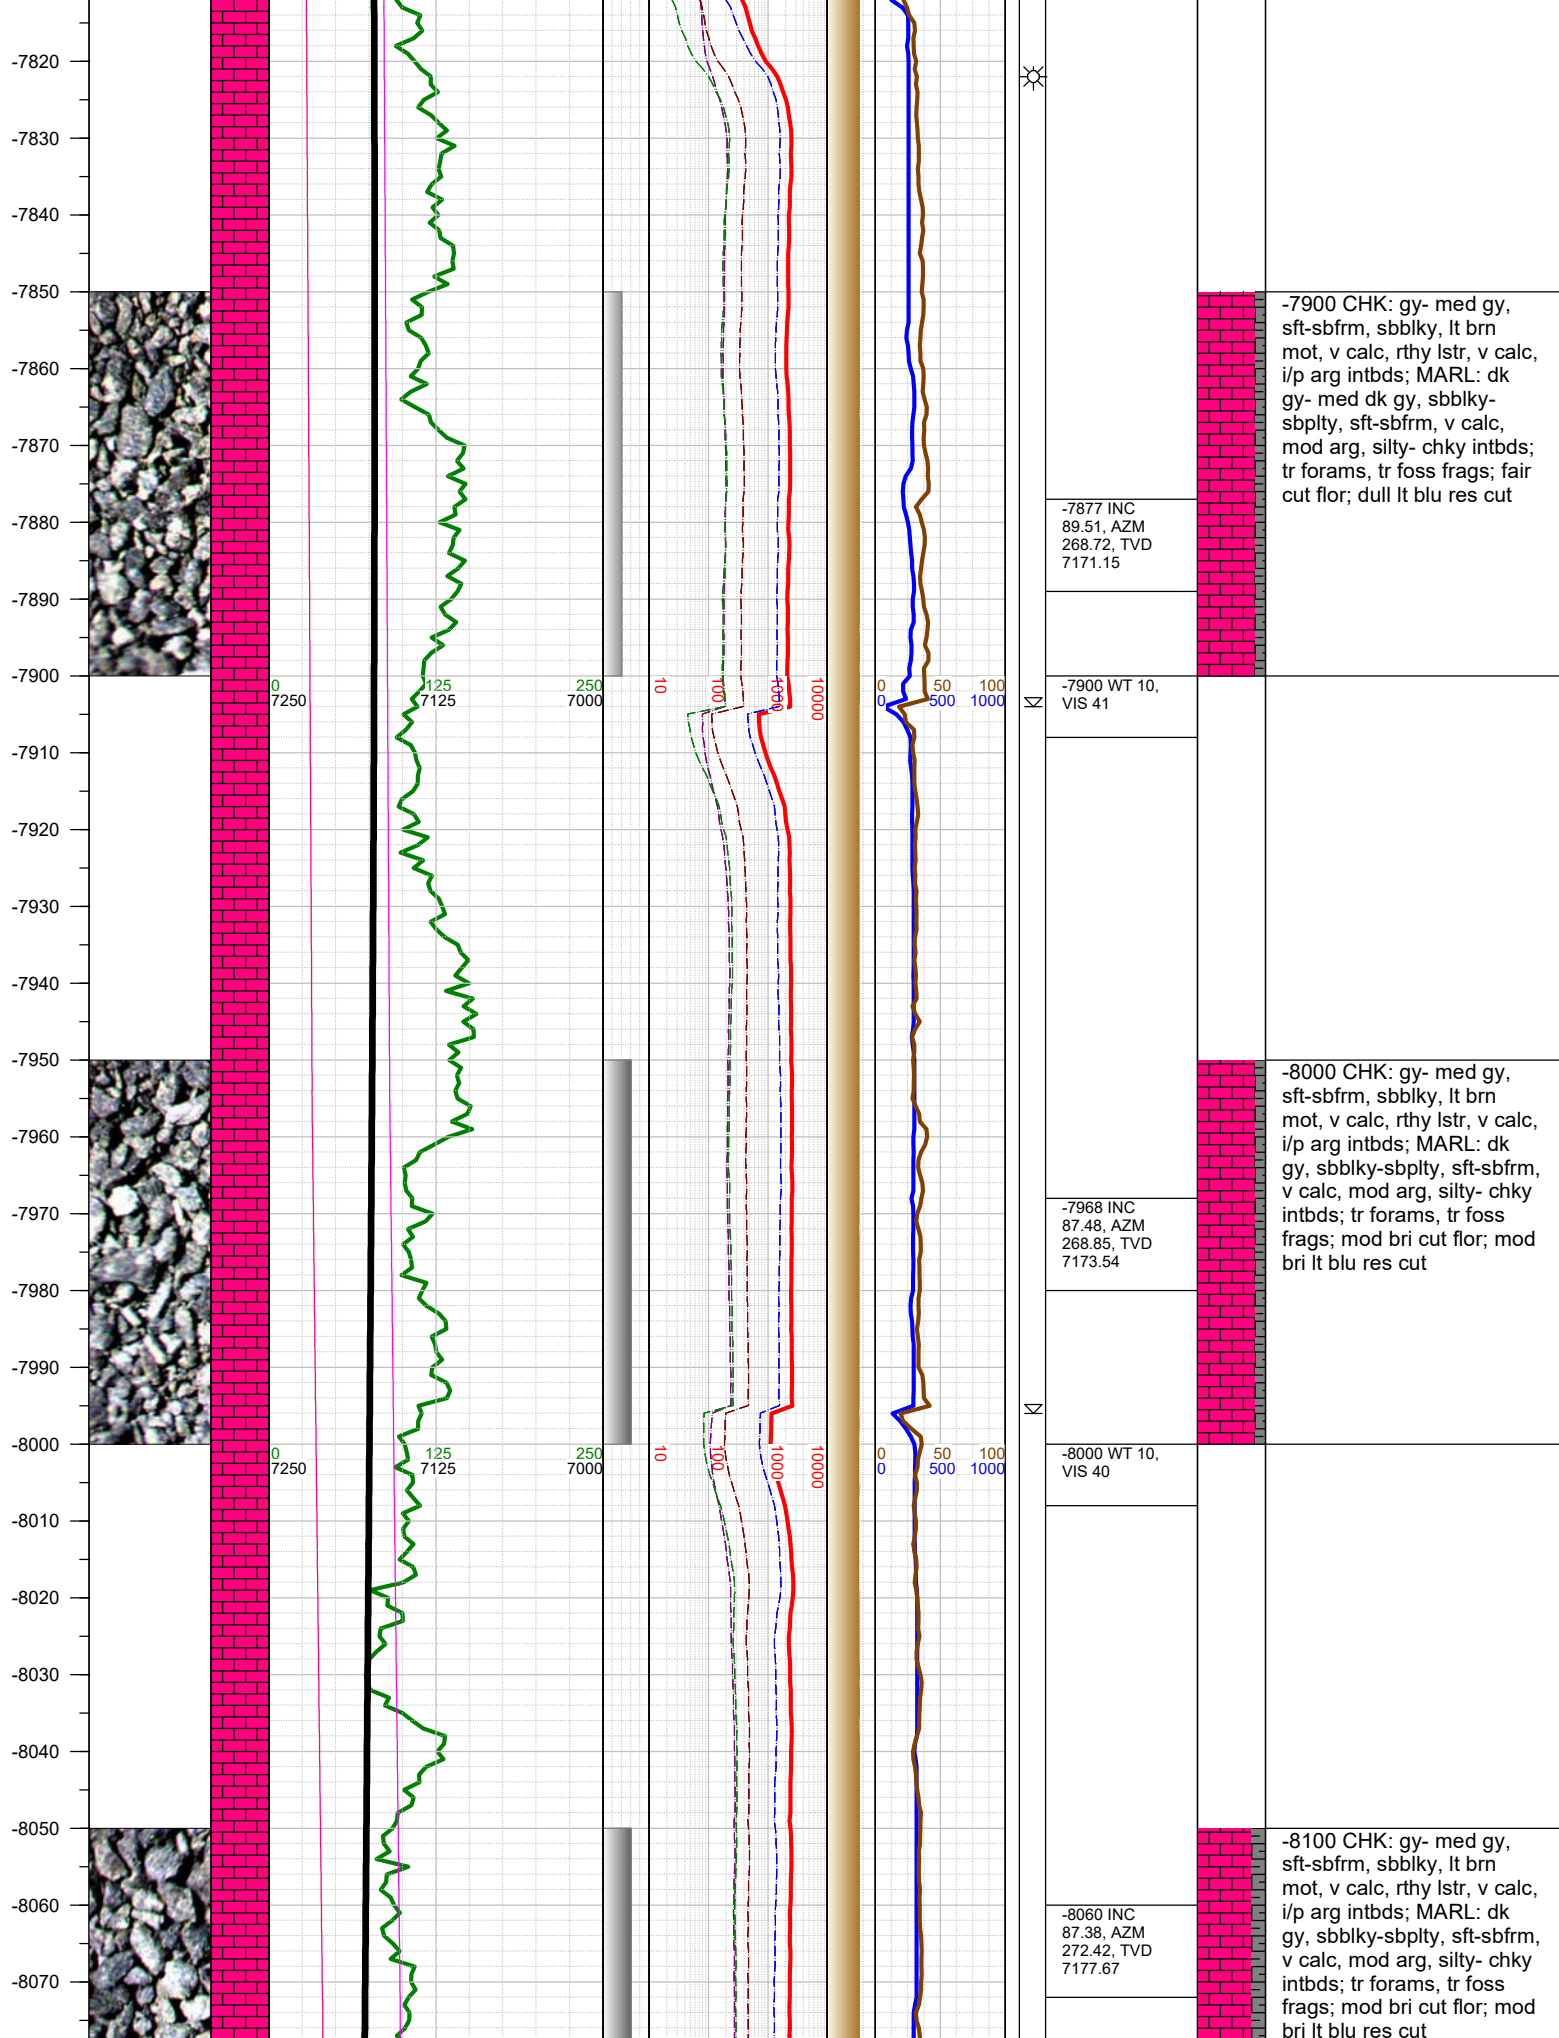 -7820
-7830
-7840
-7850
-7860
-7870
-7880
-7890
-7900
-7910
-7920
-7930
-7940
-7950
-7960
-7970
-7980
-7990
-8000
-8010
-8020
-8030
-8040
-8050
-8060
-8070
0 125 250
7250 7125 7000
10 100 1000 10000
0 50 100
0 500 1000
0 125 250
7250 7125 7000
10 100 1000 10000
0 50 100
0 500 1000
-7877 INC
89.51, AZM
268.72, TVD
7171.15
-7900 WT 10,
VIS 41
-7968 INC
87.48, AZM
268.85, TVD
7173.54
-8000 WT 10,
VIS 40
-8060 INC
87.38, AZM
272.42, TVD
7177.67
-7900 CHK: gy- med gy,
sft-sbfrm, sbblky, lt brn
mot, v calc, rthy lstr, v calc,
i/p arg intbds; MARL: dk
gy- med dk gy, sbblky-
sbplty, sft-sbfrm, v calc,
mod arg, silty- chky intbds;
tr forams, tr foss frags; fair
cut flor; dull lt blu res cut
-8000 CHK: gy- med gy,
sft-sbfrm, sbblky, lt brn
mot, v calc, rthy lstr, v calc,
i/p arg intbds; MARL: dk
gy, sbblky-sbplty, sft-sbfrm,
v calc, mod arg, silty- chky
intbds; tr forams, tr foss
frags; mod bri cut flor; mod
bri lt blu res cut
-8100 CHK: gy- med gy,
sft-sbfrm, sbblky, lt brn
mot, v calc, rthy lstr, v calc,
i/p arg intbds; MARL: dk
gy, sbblky-sbplty, sft-sbfrm,
v calc, mod arg, silty- chky
intbds; tr forams, tr foss
frags; mod bri cut flor; mod
bri lt blu res cut